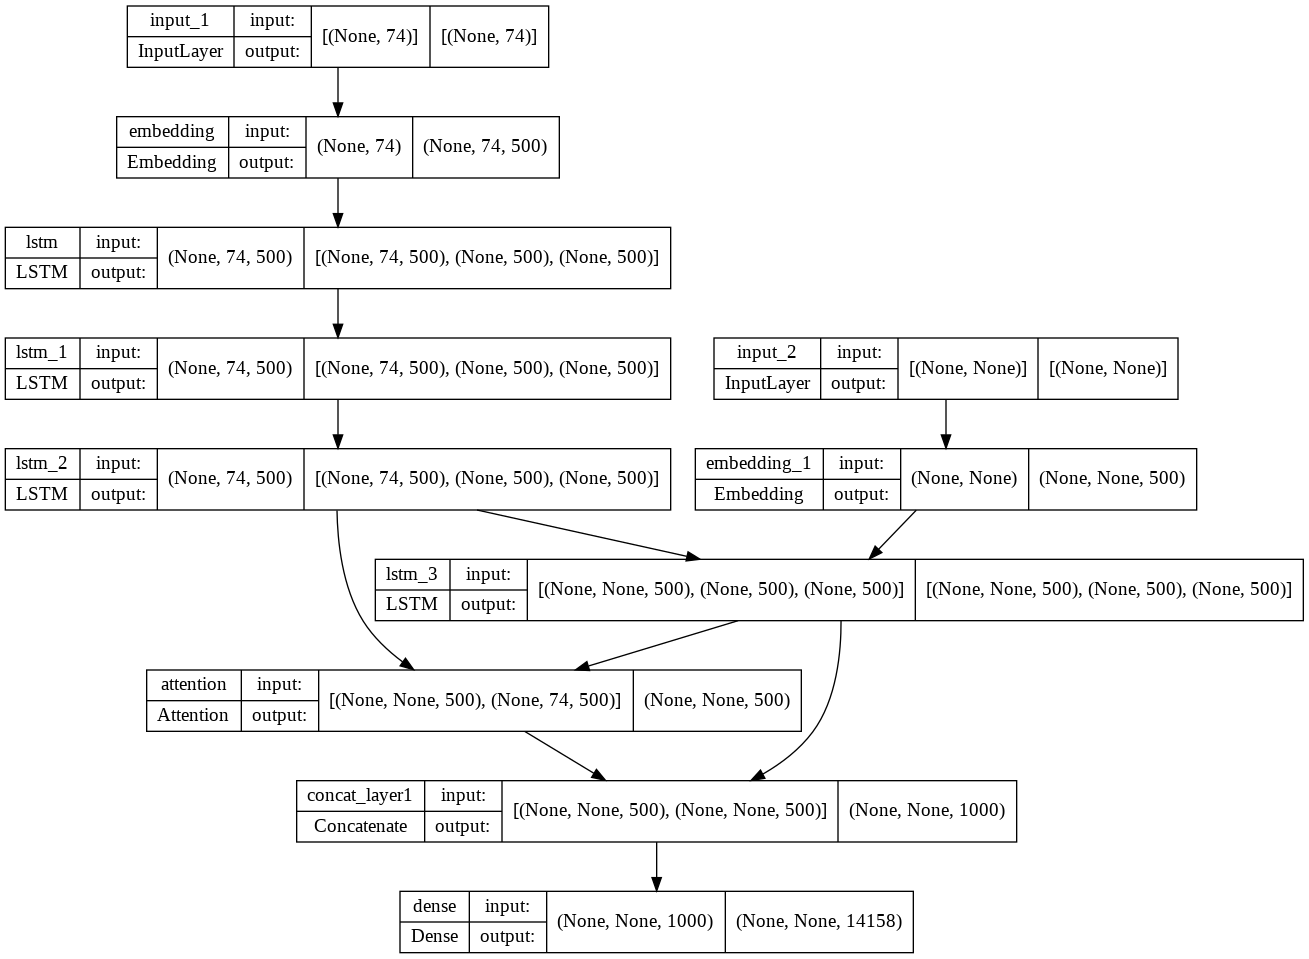 input_1 input: [(None, 74)] [(None, 74)]
InputLayer output:
embedding input: (None, 74) (None, 74, 500)
Embedding output:
lstm input: (None, 74, 500) [(None, 74, 500), (None, 500), (None, 500)]
LSTM output:
lstm_1 input: (None, 74, 500) [(None, 74, 500), (None, 500), (None, 500)]
LSTM output:
input_2 input: [(None, None)] [(None, None)]
InputLayer output:
lstm_2 input: (None, 74, 500) [(None, 74, 500), (None, 500), (None, 500)]
LSTM output:
embedding_1 input: (None, None) (None, None, 500)
Embedding output:
lstm_3 input: [(None, None, 500), (None, 500), (None, 500)] [(None, None, 500), (None, 500), (None, 500)]
LSTM output:
attention input: [(None, None, 500), (None, 74, 500)] (None, None, 500)
Attention output:
concat_layer1 input: [(None, None, 500), (None, None, 500)] (None, None, 1000)
Concatenate output:
dense input: (None, None, 1000) (None, None, 14158)
Dense output: